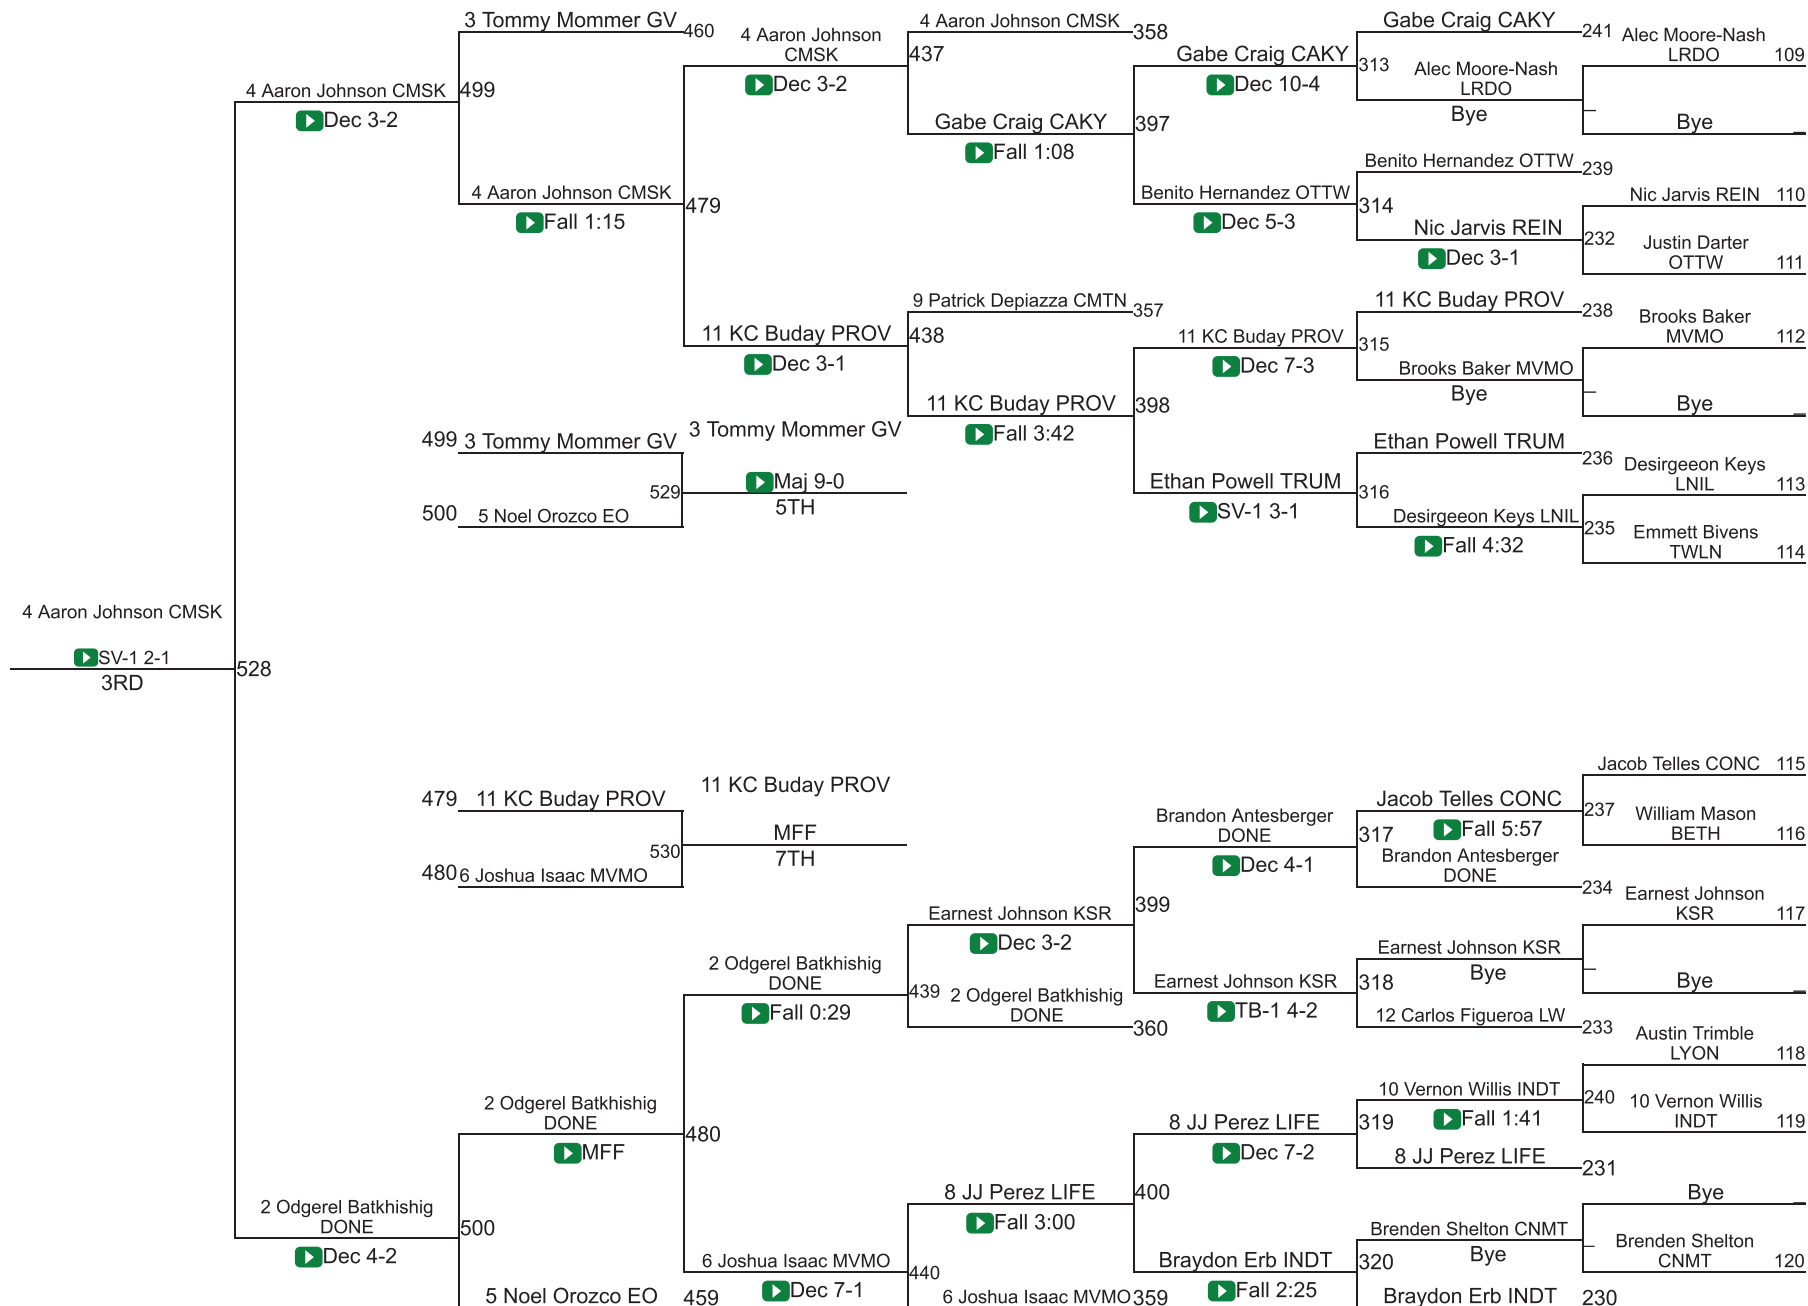 3 Tommy Mommer GV
460
4 Aaron Johnson
CMSK
Dec 3-2
4 Aaron Johnson CMSK
358
437
Gabe Craig CAKY
Fall 1:08
Gabe Craig CAKY
Dec 10-4
397
Gabe Craig CAKY
241
313
Alec Moore-Nash
LRDO
Bye
Alec Moore-Nash
LRDO
109
–
Bye
_
4 Aaron Johnson CMSK
499
Dec 3-2
4 Aaron Johnson CMSK
479
Fall 1:15
Benito Hernandez OTTW
Dec 5-3
Benito Hernandez OTTW
239
314
Nic Jarvis REIN
Dec 3-1
Nic Jarvis REIN
110
232
Justin Darter
OTTW
111
11 KC Buday PROV
Dec 3-1
9 Patrick Depiazza CMTN
357
438
11 KC Buday PROV
Fall 3:42
11 KC Buday PROV
Dec 7-3
398
11 KC Buday PROV
238
315
Brooks Baker MVMO
Bye
Brooks Baker
MVMO
112
–
Bye
_
499
3 Tommy Mommer GV
3 Tommy Mommer GV
529
Maj 9-0
5TH
500
5 Noel Orozco EO
Ethan Powell TRUM
SV-1 3-1
Ethan Powell TRUM
236
316
Desirgeeon Keys LNIL
Fall 4:32
Desirgeeon Keys
LNIL
113
235
Emmett Bivens
TWLN
114
4 Aaron Johnson CMSK
SV-1 2-1
3RD
528
479
11 KC Buday PROV
11 KC Buday PROV
530
MFF
7TH
480
6 Joshua Isaac MVMO
Brandon Antesberger
DONE
Dec 4-1
Jacob Telles CONC
Fall 5:57
317
Brandon Antesberger
DONE
234
Jacob Telles CONC
115
237
William Mason
BETH
116
2 Odgerel Batkhishig
DONE
Fall 0:29
Earnest Johnson KSR
Dec 3-2
399
439
2 Odgerel Batkhishig
DONE
360
Earnest Johnson KSR
TB-1 4-2
Earnest Johnson KSR
Bye
318
12 Carlos Figueroa LW
233
Earnest Johnson
KSR
117
–
Bye
_
2 Odgerel Batkhishig
DONE
MFF
480
8 JJ Perez LIFE
Dec 7-2
10 Vernon Willis INDT
Fall 1:41
319
8 JJ Perez LIFE
231
Austin Trimble
LYON
118
240
10 Vernon Willis
INDT
119
2 Odgerel Batkhishig
DONE
Dec 4-2
500
5 Noel Orozco EO
459
6 Joshua Isaac MVMO
Dec 7-1
8 JJ Perez LIFE
Fall 3:00
400
440
6 Joshua Isaac MVMO
359
Braydon Erb INDT
Fall 2:25
Brenden Shelton CNMT
Bye
320
Braydon Erb INDT
230
Bye
_
–
Brenden Shelton
CNMT
120